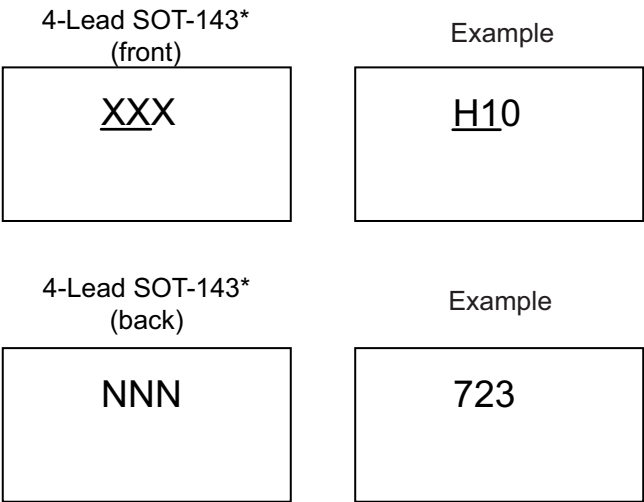 4-Lead SOT-143*
(front)
Example
XXX
H10
4-Lead SOT-143*
(back)
Example
NNN
723